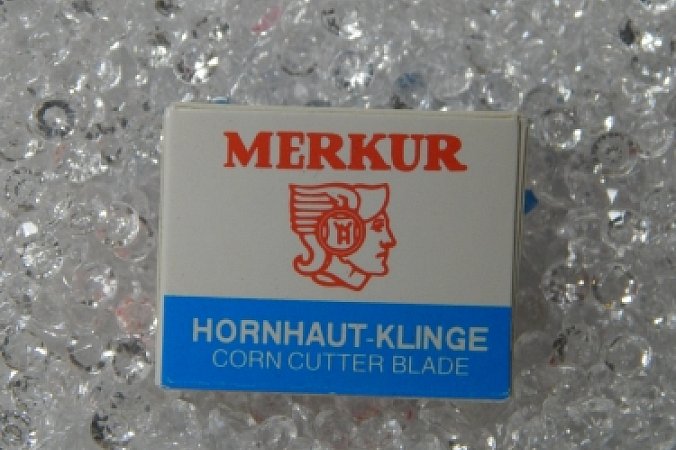 MERKUR
HORNHAUT-KLINGE
CORN CUTTER BLADE